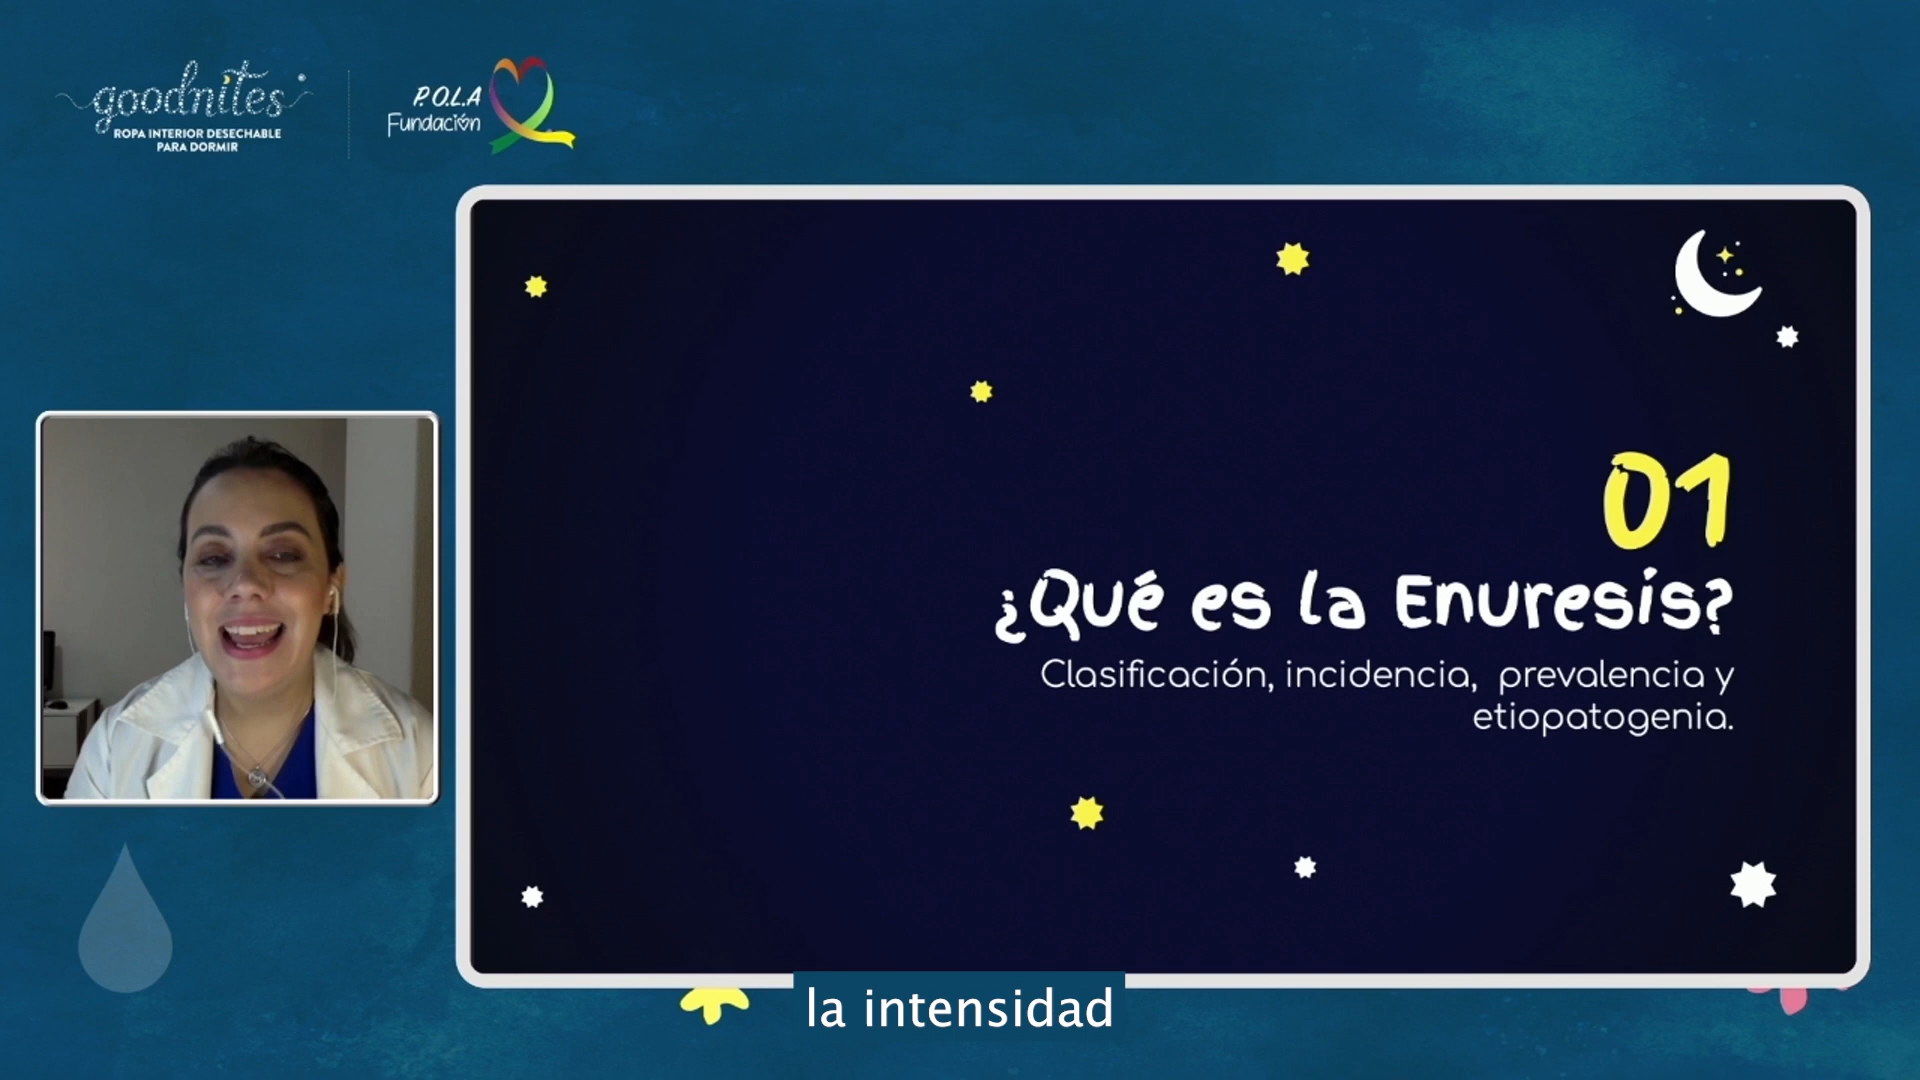 goodnites
ROPA INTERIOR DESECHABLE
PARA DORMIR
P.O.L.A
Fundación
01
¿Qué es la Enuresis?
Clasificación, incidencia,  prevalencia y
etiopatogenia.
la intensidad